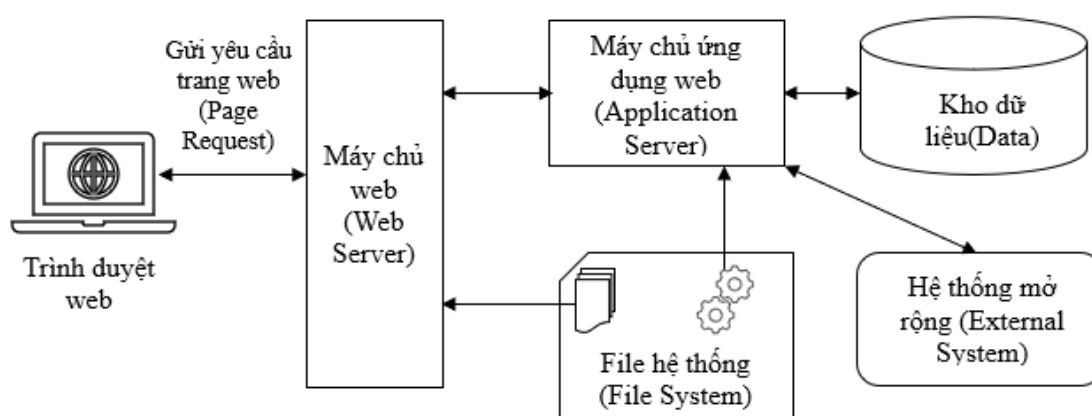 Gửi yêu cầu
trang web
(Page
Request)
Trình duyệt
web
Máy chủ
web
(Web
Server)
Máy chủ ứng
dụng web
(Application
Server)
Kho dữ
liệu(Data)
File hệ thống
(File System)
Hệ thống mở
rộng (External
System)